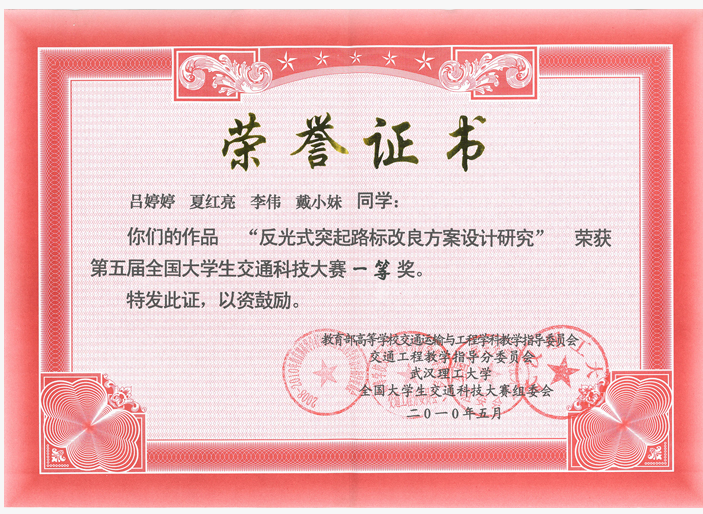 荣誉证书
吕婷婷 夏红亮 李伟 戴小妹 同学：
你们的作品 “反光式突起路标改良方案设计研究” 荣获
第五届全国大学生交通科技大赛一等奖。
特发此证，以资鼓励。
教育部高等学校交通运输与工程学科教学指导委员会
交通工程教学指导分委员会
武汉理工大学
全国大学生交通科技大赛组委会
二〇一〇年五月